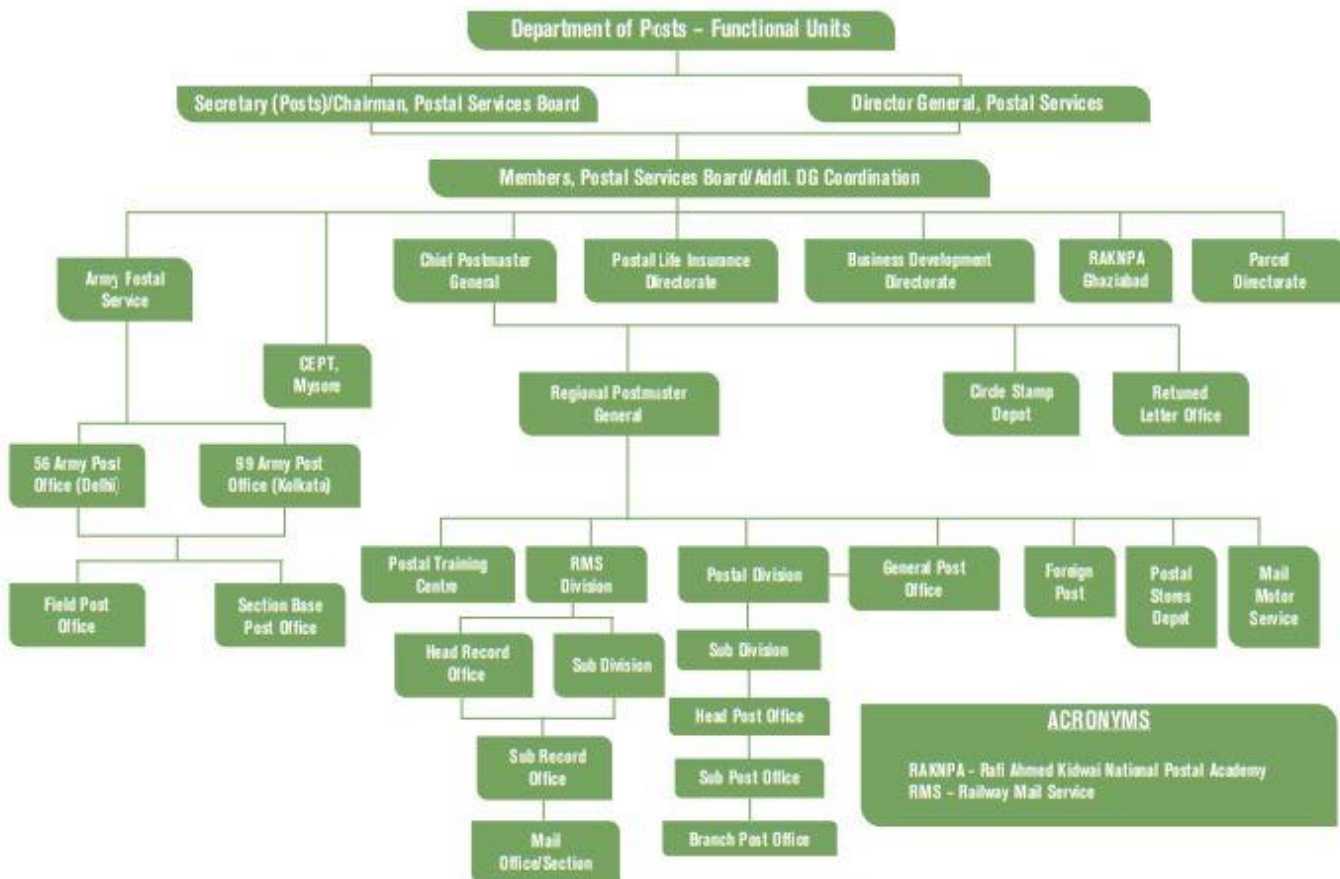 Department of Posts – Functional Units
Secretary (Posts)/Chairman, Postal Services Board
Director General, Postal Services
Members, Postal Services Board/Addl. DG Coordination
Army Postal
Service
CEPT,
Mysore
Chief Postmaster
General
Postal Life Insurance
Directorate
Business Development
Directorate
RAKNPA
Ghaziabad
Parcel
Directorate
Regional Postmaster
General
Circle Stamp
Depot
Retuned
Letter Office
56 Army Post
Office (Delhi)
99 Army Post
Office (Kolkata)
Field Post
Office
Section Base
Post Office
Postal Training
Centre
RMS
Division
Postal Division
General Post
Office
Foreign
Post
Postal
Stores
Depot
Mail
Motor
Service
Head Record
Office
Sub Division
Sub Record
Office
Mail
Office/Section
Sub Division
Head Post Office
Sub Post Office
Branch Post Office
ACRONYMS
RAKNPA – Rafi Ahmed Kidwai National Postal Academy
RMS – Railway Mail Service